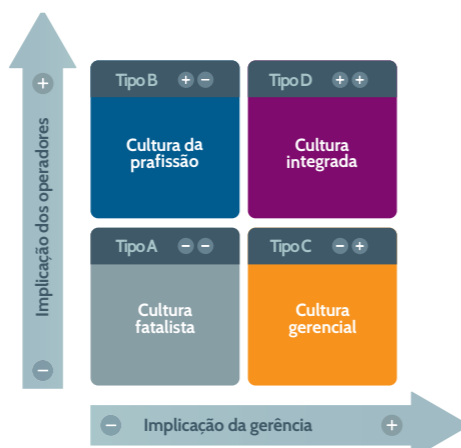 Implicação dos operadores
+
−
Tipo B + −
Cultura da
prafissão
Tipo D + +
Cultura
integrada
Tipo A − −
Cultura
fatalista
Tipo C − +
Cultura
gerencial
− Implicação da gerência +